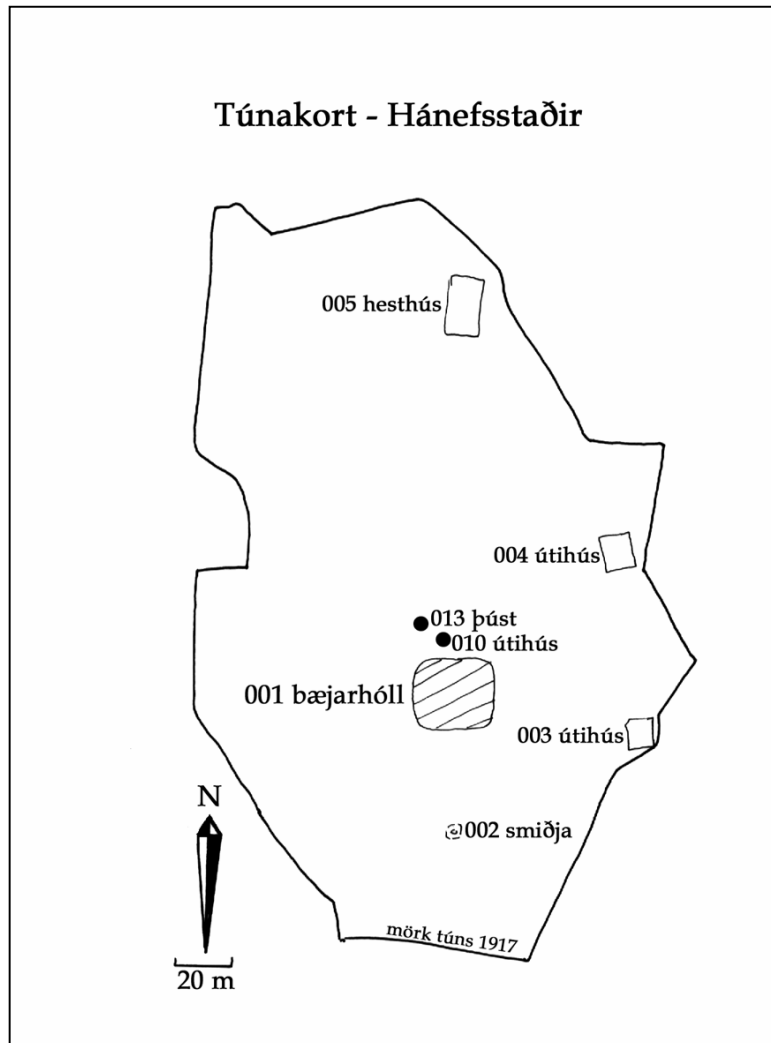 Túnakort - Hánefsstaðir
005 hesthús
004 útihús
013 þúst
010 útihús
001 bæjarhóll
003 útihús
002 smiðja
N
20 m
mörk túns 1917